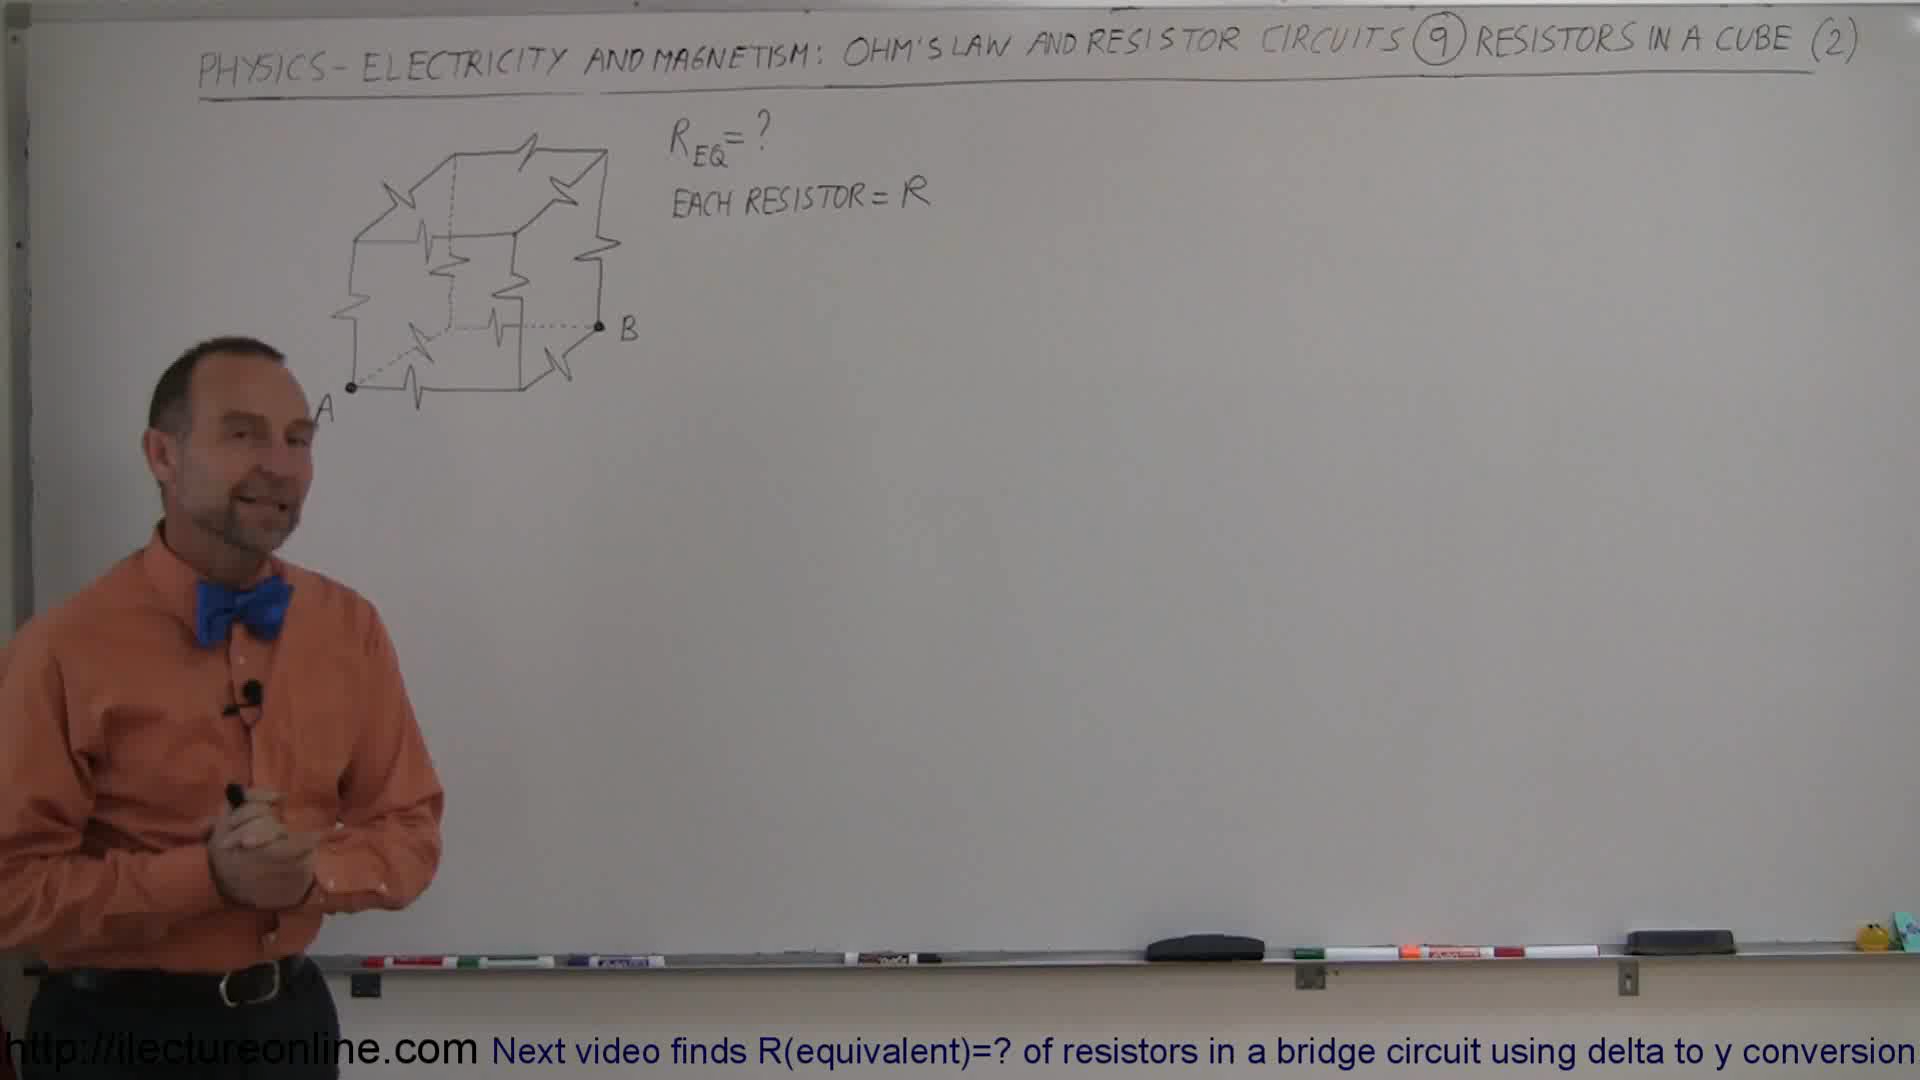 PHYSICS- ELECTRICITY AND MAGNETISM: OHM'S LAW AND RESISTOR CIRCUITS 9 RESISTORS IN A CUBE (2)
REQ= ?
EACH RESISTOR = R
B
A
http://ilectureonline.com Next video finds R(equivalent)=? of resistors in a bridge circuit using delta to y conversion